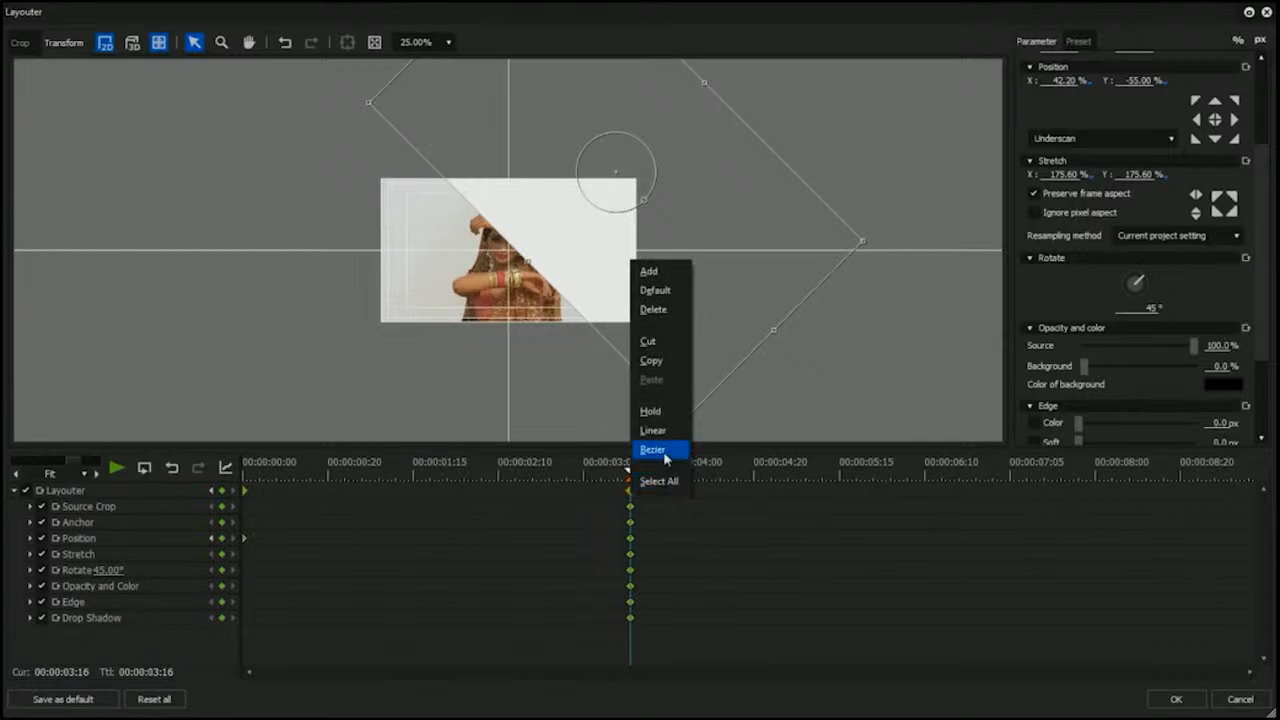 Layouter
Crop Transform 2D 3D 25.00%
Parameter Preset % px
Position
X : 42.20 % Y : -55.00 %
Underscan
Stretch
X : 175.60 % Y : 175.60 %
Preserve frame aspect
Ignore pixel aspect
Resampling method Current project setting
Rotate
45 °
Opacity and color
Source 100.0 %
Background 0.0 %
Color of background
Edge
Color 0.0 px
Soft 0.0 px
Add
Default
Delete
Cut
Copy
Paste
Hold
Linear
Bezier
Select All
Fit
00:00:00:00 00:00:00:20 00:00:01:15 00:00:02:10 00:00:03:0 :04:00 00:00:04:20 00:00:05:15 00:00:06:10 00:00:07:05 00:00:08:00 00:00:08:20
Layouter
Source Crop
Anchor
Position
Stretch
Rotate 45.00°
Opacity and Color
Edge
Drop Shadow
Cur: 00:00:03:16 Ttl: 00:00:03:16
Save as default Reset all OK Cancel